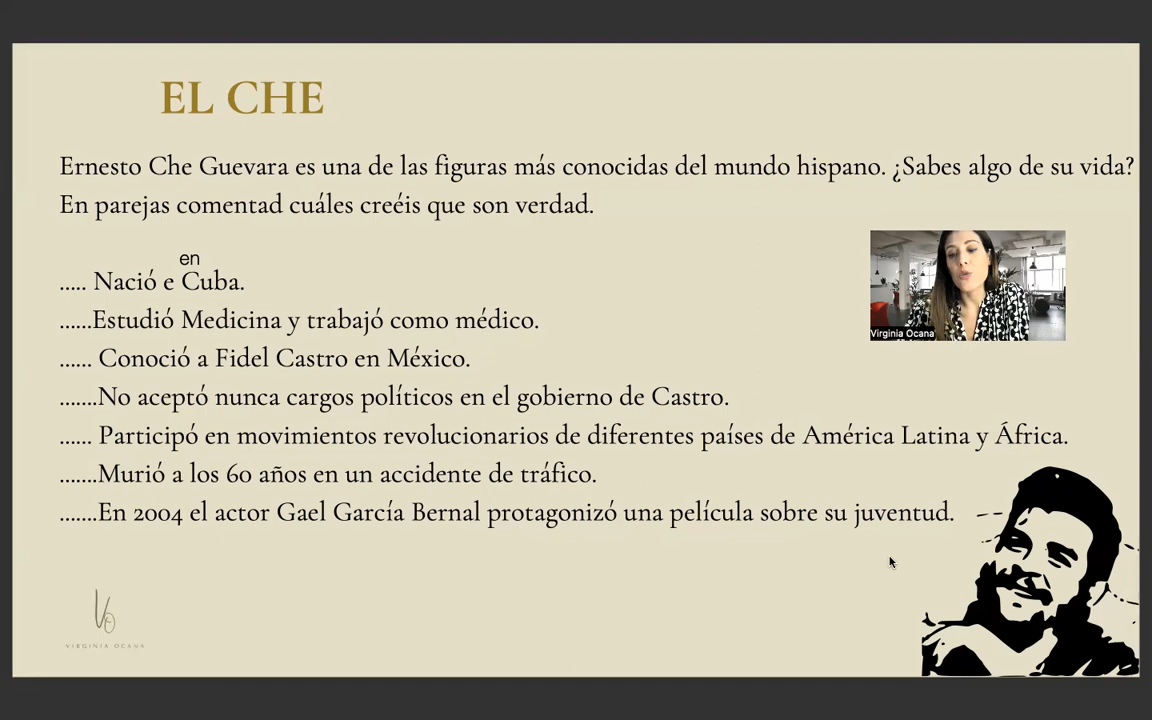 EL CHE
Ernesto Che Guevara es una de las figuras más conocidas del mundo hispano. ¿Sabes algo de su vida?
En parejas comentad cuáles creéis que son verdad.
en
..... Nació e Cuba.
......Estudió Medicina y trabajó como médico.
...... Conoció a Fidel Castro en México.
.......No aceptó nunca cargos políticos en el gobierno de Castro.
...... Participó en movimientos revolucionarios de diferentes países de América Latina y África.
.......Murió a los 60 años en un accidente de tráfico.
.......En 2004 el actor Gael García Bernal protagonizó una película sobre su juventud.
Virginia Ocana
VO
VIRGINIA OCANA